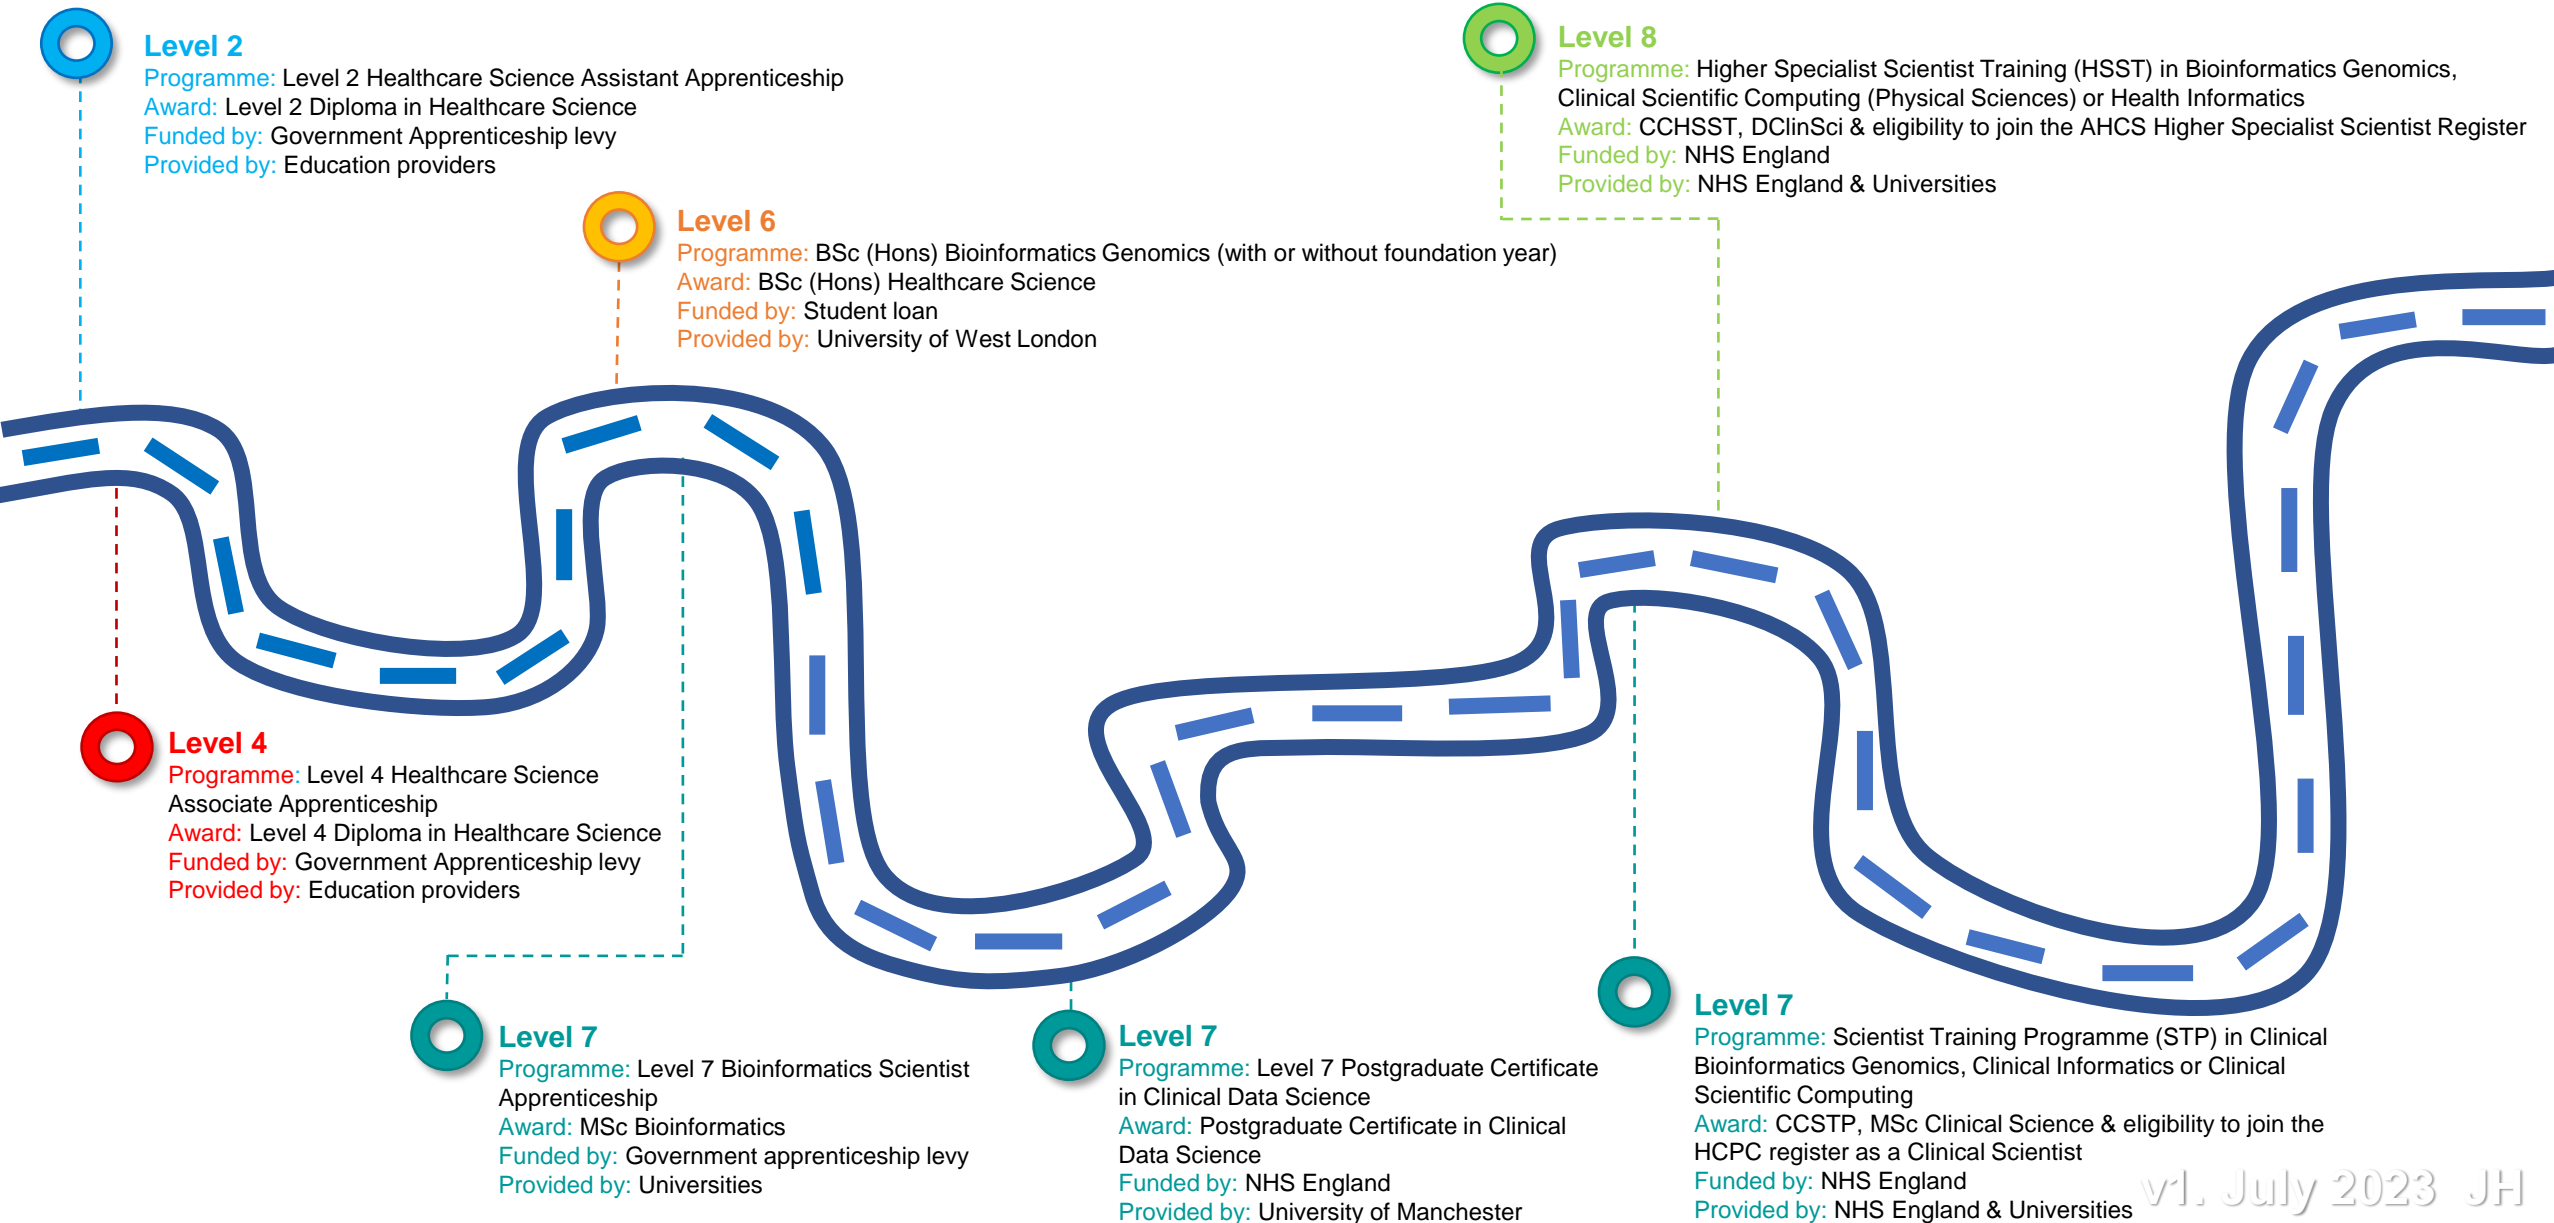 Level 2
Programme: Level 2 Healthcare Science Assistant Apprenticeship
Award: Level 2 Diploma in Healthcare Science
Funded by: Government Apprenticeship levy
Provided by: Education providers
Level 8
Programme: Higher Specialist Scientist Training (HSST) in Bioinformatics Genomics,
Clinical Scientific Computing (Physical Sciences) or Health Informatics
Award: CCHSST, DClinSci & eligibility to join the AHCS Higher Specialist Scientist Register
Funded by: NHS England
Provided by: NHS England & Universities
Level 6
Programme: BSc (Hons) Bioinformatics Genomics (with or without foundation year)
Award: BSc (Hons) Healthcare Science
Funded by: Student loan
Provided by: University of West London
Level 4
Programme: Level 4 Healthcare Science
Associate Apprenticeship
Award: Level 4 Diploma in Healthcare Science
Funded by: Government Apprenticeship levy
Provided by: Education providers
Level 7
Programme: Level 7 Bioinformatics Scientist
Apprenticeship
Award: MSc Bioinformatics
Funded by: Government apprenticeship levy
Provided by: Universities
Level 7
Programme: Level 7 Postgraduate Certificate
in Clinical Data Science
Award: Postgraduate Certificate in Clinical
Data Science
Funded by: NHS England
Provided by: University of Manchester
Level 7
Programme: Scientist Training Programme (STP) in Clinical
Bioinformatics Genomics, Clinical Informatics or Clinical
Scientific Computing
Award: CCSTP, MSc Clinical Science & eligibility to join the
HCPC register as a Clinical Scientist
Funded by: NHS England
Provided by: NHS England & Universities
v1. July 2023 JH